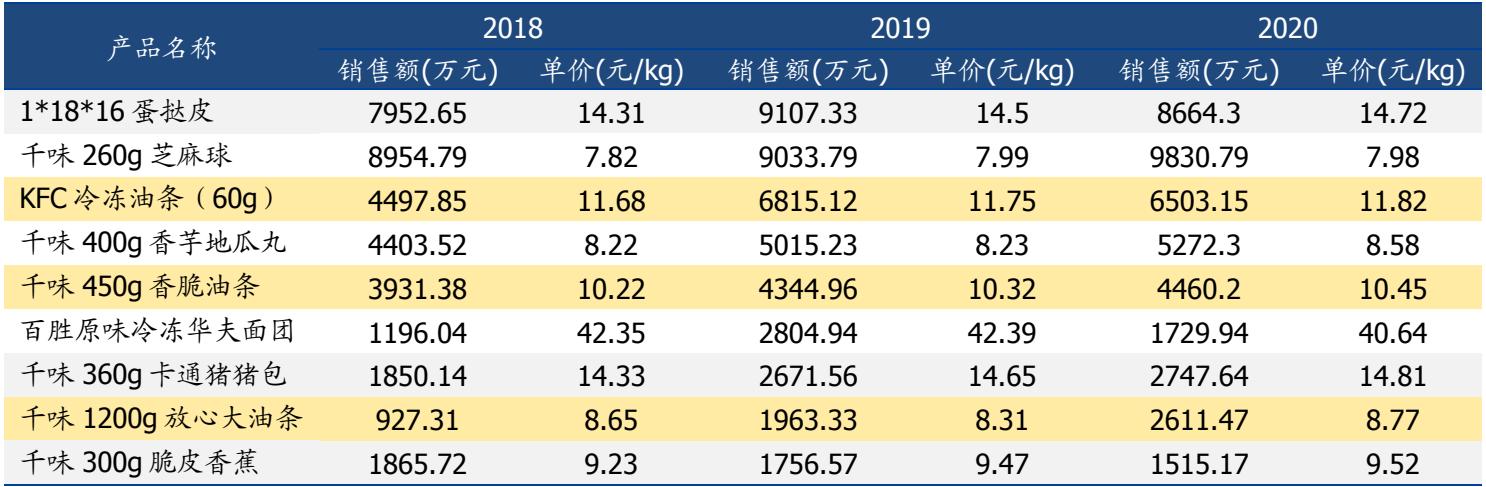 产品名称 2018 2019 2020
销售额(万元) 单价(元/kg) 销售额(万元) 单价(元/kg) 销售额(万元) 单价(元/kg)
1*18*16 蛋挞皮 7952.65 14.31 9107.33 14.5 8664.3 14.72
千味 260g 芝麻球 8954.79 7.82 9033.79 7.99 9830.79 7.98
KFC 冷冻油条（60g） 4497.85 11.68 6815.12 11.75 6503.15 11.82
千味 400g 香芋地瓜丸 4403.52 8.22 5015.23 8.23 5272.3 8.58
千味 450g 香脆油条 3931.38 10.22 4344.96 10.32 4460.2 10.45
百胜原味冷冻华夫面团 1196.04 42.35 2804.94 42.39 1729.94 40.64
千味 360g 卡通猪猪包 1850.14 14.33 2671.56 14.65 2747.64 14.81
千味 1200g 放心大油条 927.31 8.65 1963.33 8.31 2611.47 8.77
千味 300g 脆皮香蕉 1865.72 9.23 1756.57 9.47 1515.17 9.52